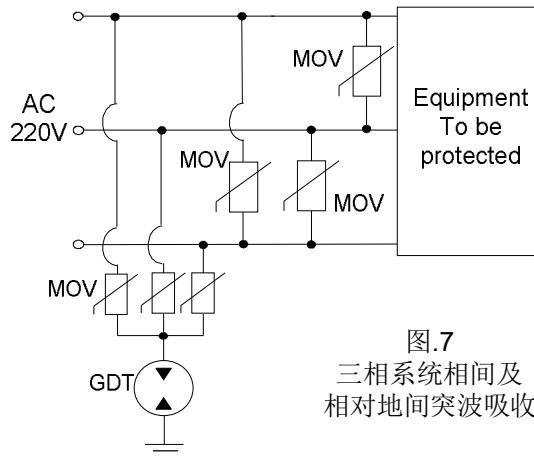 MOV
AC
220V
Equipment
To be
protected
MOV
MOV
MOV
GDT
图.7
三相系统相间及
相对地间突波吸收